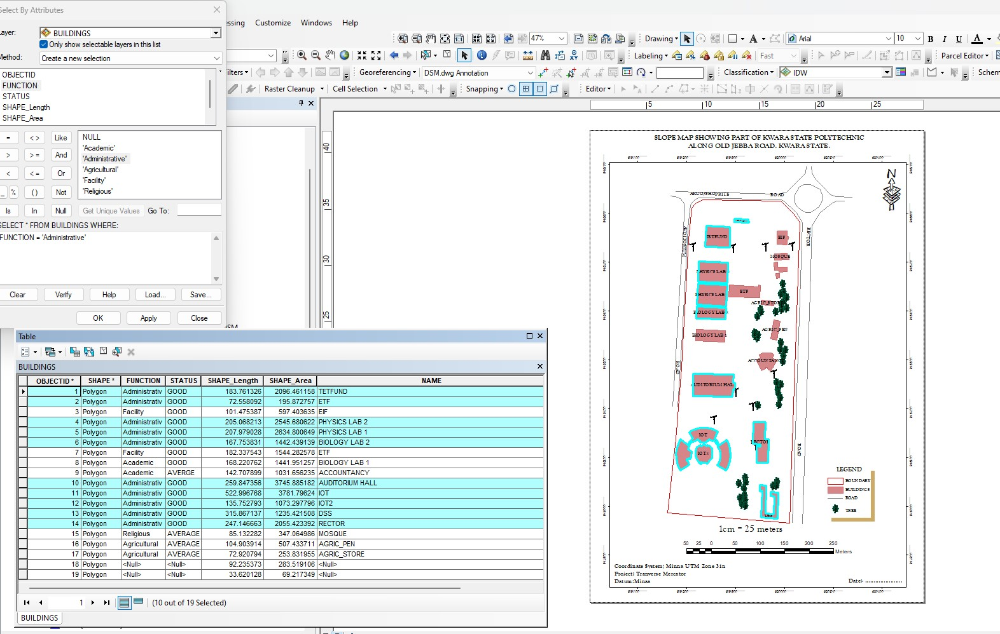 Select By Attributes
Layer:
BUILDINGS
Only show selectable layers in this list
Method:
Create a new selection
OBJECTID
FUNCTION
STATUS
SHAPE_Length
SHAPE_Area
= < > Like
> > = And
< < = Or
_ % ( ) Not
Is In Null
NULL
'Academic'
'Administrative'
'Agricultural'
'Facility'
'Religious'
Get Unique Values Go To:
SELECT * FROM BUILDINGS WHERE:
FUNCTION = 'Administrative'
Clear Verify Help Load... Save...
OK Apply Close
Customize Windows Help
47% Drawing Arial 10 B I U A
Labeling Fast Parcel Editor
Georeferencing DSM.dwg Annotation Classification IDW
Raster Cleanup Cell Selection Snapping Editor
5 10 15 20 25
40
35
30
25
Table
BUILDINGS
OBJECTID * SHAPE * FUNCTION STATUS SHAPE_Length SHAPE_Area NAME
1 Polygon Administrativ GOOD 183.761326 2096.461158 TETFUND
2 Polygon Administrativ GOOD 72.558092 195.872757 ETF
3 Polygon Facility GOOD 101.475387 597.403635 EIF
4 Polygon Administrativ GOOD 205.068213 2545.680622 PHYSICS LAB 2
5 Polygon Administrativ GOOD 207.979028 2634.800649 PHYSICS LAB 1
6 Polygon Administrativ GOOD 167.753831 1442.439139 BIOLOGY LAB 2
7 Polygon Facility GOOD 182.337543 1544.282578 ETF
8 Polygon Academic GOOD 168.220762 1441.951257 BIOLOGY LAB 1
9 Polygon Academic AVERGE 142.707899 1031.656235 ACCOUNTANCY
10 Polygon Administrativ GOOD 259.847356 3745.885182 AUDITORIUM HALL
11 Polygon Administrativ GOOD 522.996768 3781.79624 IOT
12 Polygon Administrativ GOOD 135.752793 1073.297796 IOT2
13 Polygon Administrativ GOOD 315.867137 1235.421508 DSS
14 Polygon Administrativ GOOD 247.146663 2055.423392 RECTOR
15 Polygon Religious AVERAGE 85.132282 347.064986 MOSQUE
16 Polygon Agricultural AVERAGE 104.903914 507.433711 AGRIC_PEN
17 Polygon Agricultural AVERAGE 72.920794 253.831955 AGRIC_STORE
18 Polygon <Null> <Null> 92.235373 283.519106 <Null>
19 Polygon <Null> <Null> 33.620128 69.217349 <Null>
1 (10 out of 19 Selected)
BUILDINGS
SLOPE MAP SHOWING PART OF KWARA STATE POLYTECHNIC
ALONG OLD JEBBA ROAD. KWARA STATE.
N
ROAD
AUDITORIUM
RECTOR
TETFUND
EIF
MOSQUE
PHYSICS LAB
PHYSICS LAB
ETF
BIOLOGY LAB
AGRIC_PEN
BIOLOGY LAB 1
ROAD
AUDITORIUM HAL
IOT
IOT2
ROAD
LEGEND
BOUNDARY
BUILDINGS
ROAD
TREE
1cm = 25 meters
50 25 0 50 100 150 200 250
Meters
Coordinate System; Minna UTM Zone 31n
Project; Tranverse Mercator
Datum:Minaa
Date:- .....................